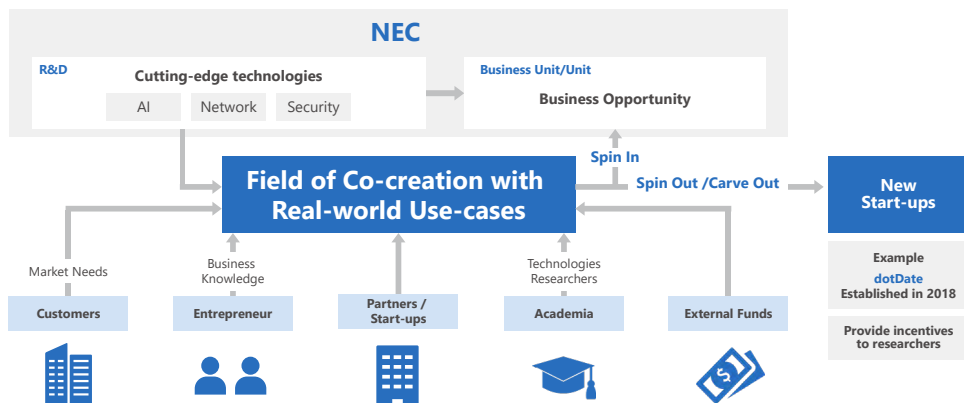 NEC
R&D
Cutting-edge technologies
AI
Network
Security
Business Unit/Unit
Business Opportunity
Spin In
Field of Co-creation with
Real-world Use-cases
Spin Out /Carve Out
New
Start-ups
Market Needs
Business
Knowledge
Technologies
Researchers
Customers
Entrepreneur
Partners /
Start-ups
Academia
External Funds
Example
dotDate
Established in 2018
Provide incentives
to researchers
$